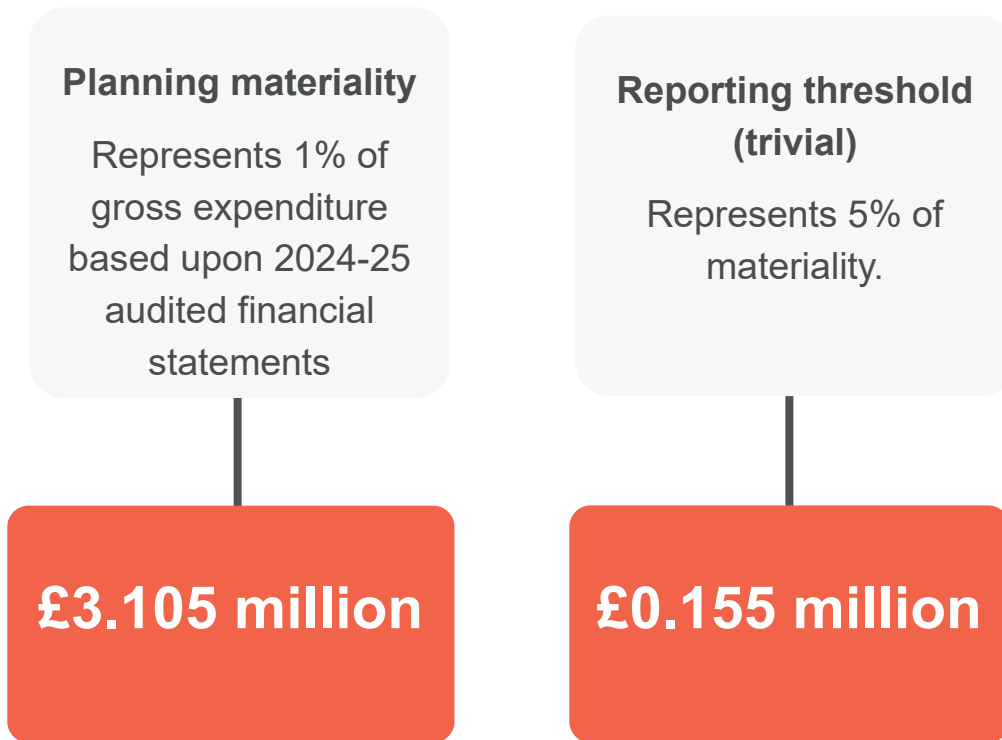 Planning materiality
Represents 1% of
gross expenditure
based upon 2024-25
audited financial
statements
£3.105 million
Reporting threshold
(trivial)
Represents 5% of
materiality.
£0.155 million